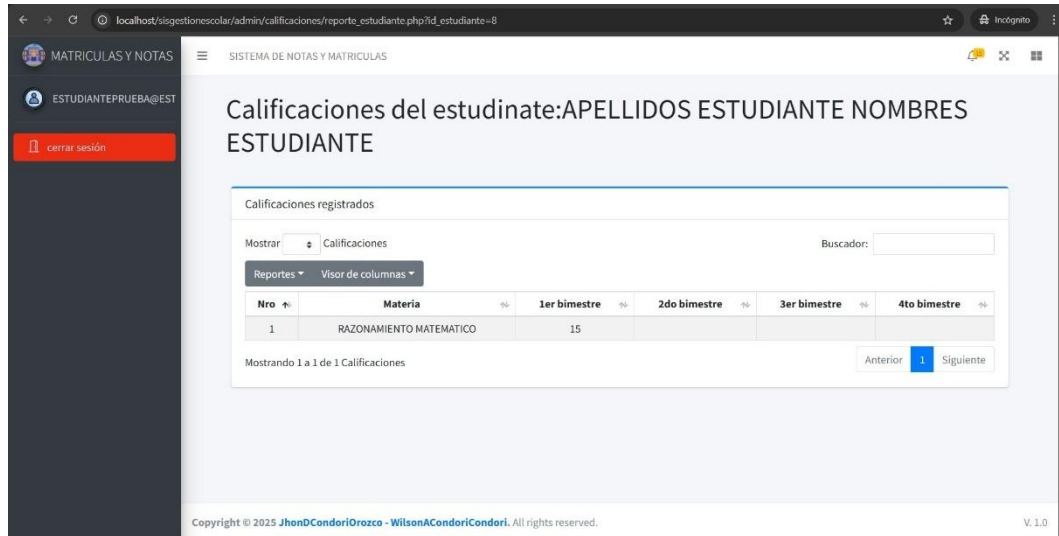 localhost/sisgestionescolar/admin/calificaciones/reporte_estudiante.php?id_estudiante=8
Incógnito
MATRICULAS Y NOTAS
SISTEMA DE NOTAS Y MATRICULAS
ESTUDIANTEPRUEBA@EST
cerrar sesión
Calificaciones del estudinate:APELLIDOS ESTUDIANTE NOMBRES
ESTUDIANTE
Calificaciones registrados
Mostrar Calificaciones Buscador:
Reportes Visor de columnas
Nro Materia 1er bimestre 2do bimestre 3er bimestre 4to bimestre
1 RAZONAMIENTO MATEMATICO 15
Mostrando 1 a 1 de 1 Calificaciones
Anterior 1 Siguiente
Copyright © 2025 JhonDCondoriOrozco - WilsonACondoriCondori. All rights reserved. V. 1.0